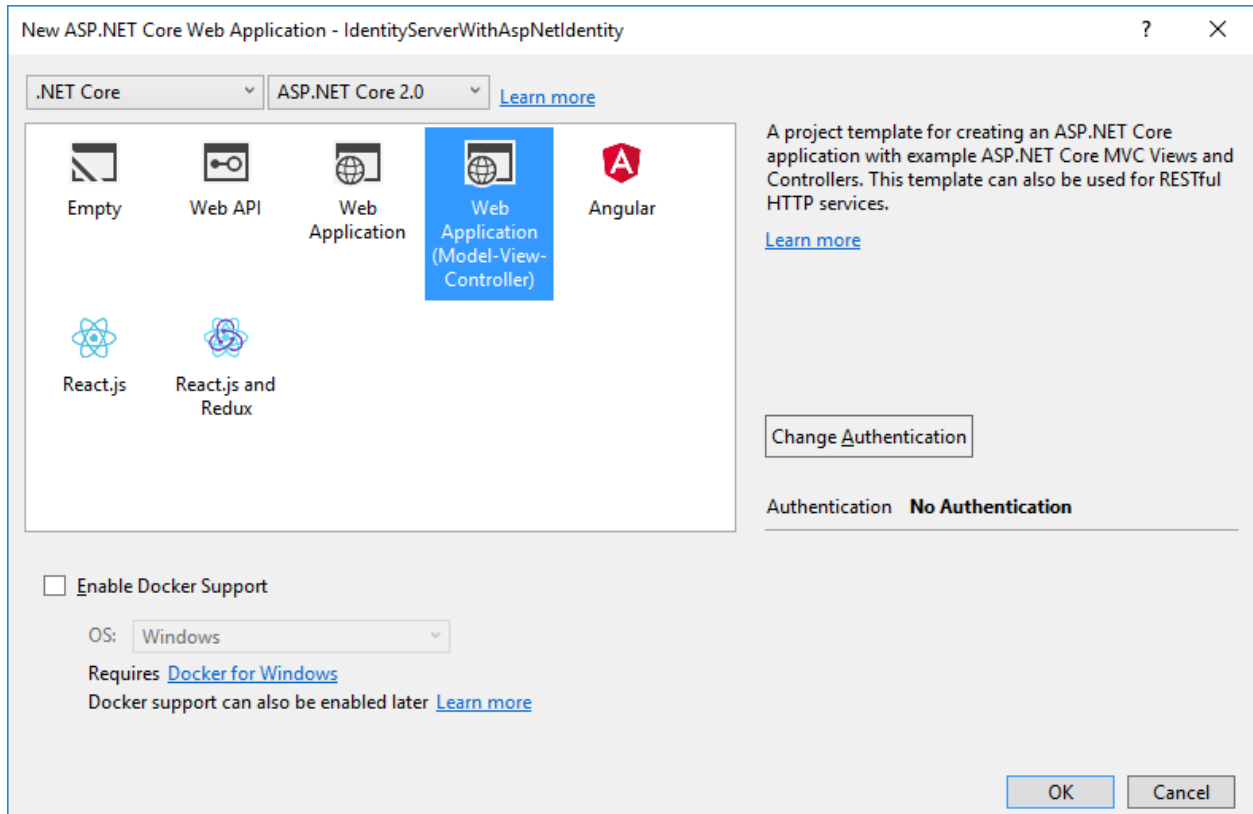 New ASP.NET Core Web Application - IdentityServerWithAspNetIdentity
.NET Core
ASP.NET Core 2.0
Learn more
Empty
Web API
Web
Application
Web
Application
(Model-View-
Controller)
Angular
React.js
React.js and
Redux
A project template for creating an ASP.NET Core
application with example ASP.NET Core MVC Views and
Controllers. This template can also be used for RESTful
HTTP services.
Learn more
Change Authentication
Authentication No Authentication
Enable Docker Support
OS: Windows
Requires Docker for Windows
Docker support can also be enabled later Learn more
OK
Cancel